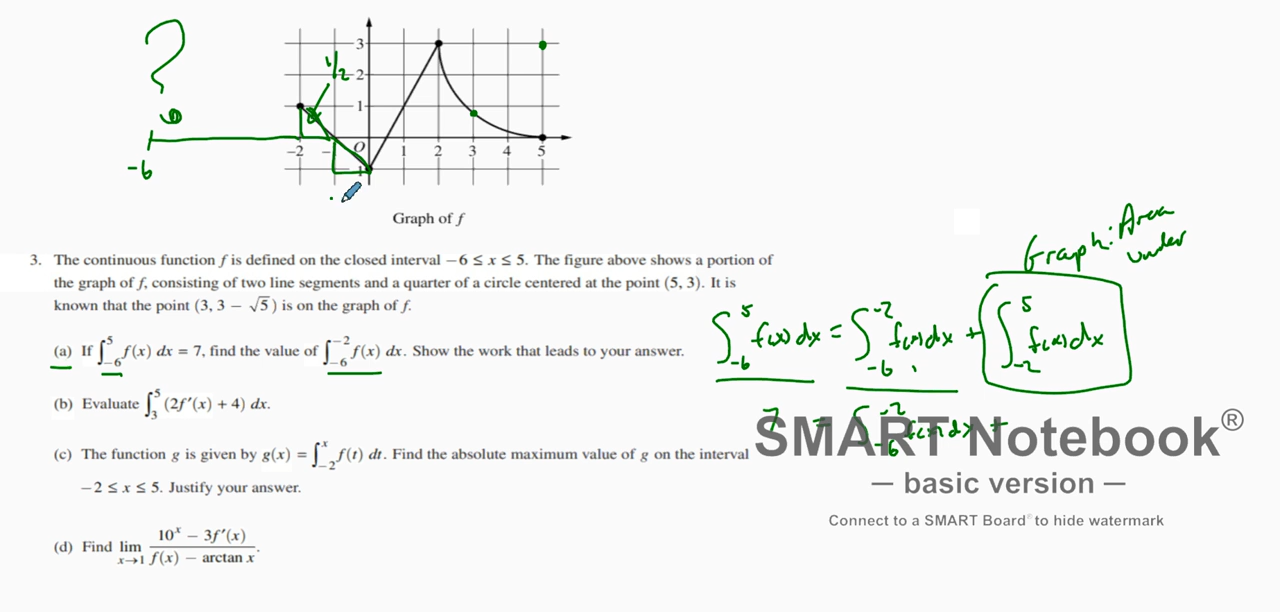 ?
-6
1/2
3
2
1
O
-2 1 2 3 4 5
Graph of f
3. The continuous function f is defined on the closed interval −6 ≤ x ≤ 5. The figure above shows a portion of
the graph of f, consisting of two line segments and a quarter of a circle centered at the point (5, 3). It is
known that the point (3, 3 − √5) is on the graph of f.
(a) If ∫_{−6}^{5} f(x) dx = 7, find the value of ∫_{−6}^{−2} f(x) dx. Show the work that leads to your answer.
(b) Evaluate ∫_{3}^{5} (2f′(x) + 4) dx.
(c) The function g is given by g(x) = ∫_{−2}^{x} f(t) dt. Find the absolute maximum value of g on the interval
−2 ≤ x ≤ 5. Justify your answer.
(d) Find lim_{x→1} (10^x − 3f′(x)) / (f(x) − arctan x).
Graph: Area
under
∫_{-6}^{5} f(x)dx = ∫_{-6}^{-2} f(x)dx + ∫_{-2}^{5} f(x)dx
7 = ∫_{-6}^{-2} f(x)dx +
SMART Notebook®
— basic version —
Connect to a SMART Board® to hide watermark